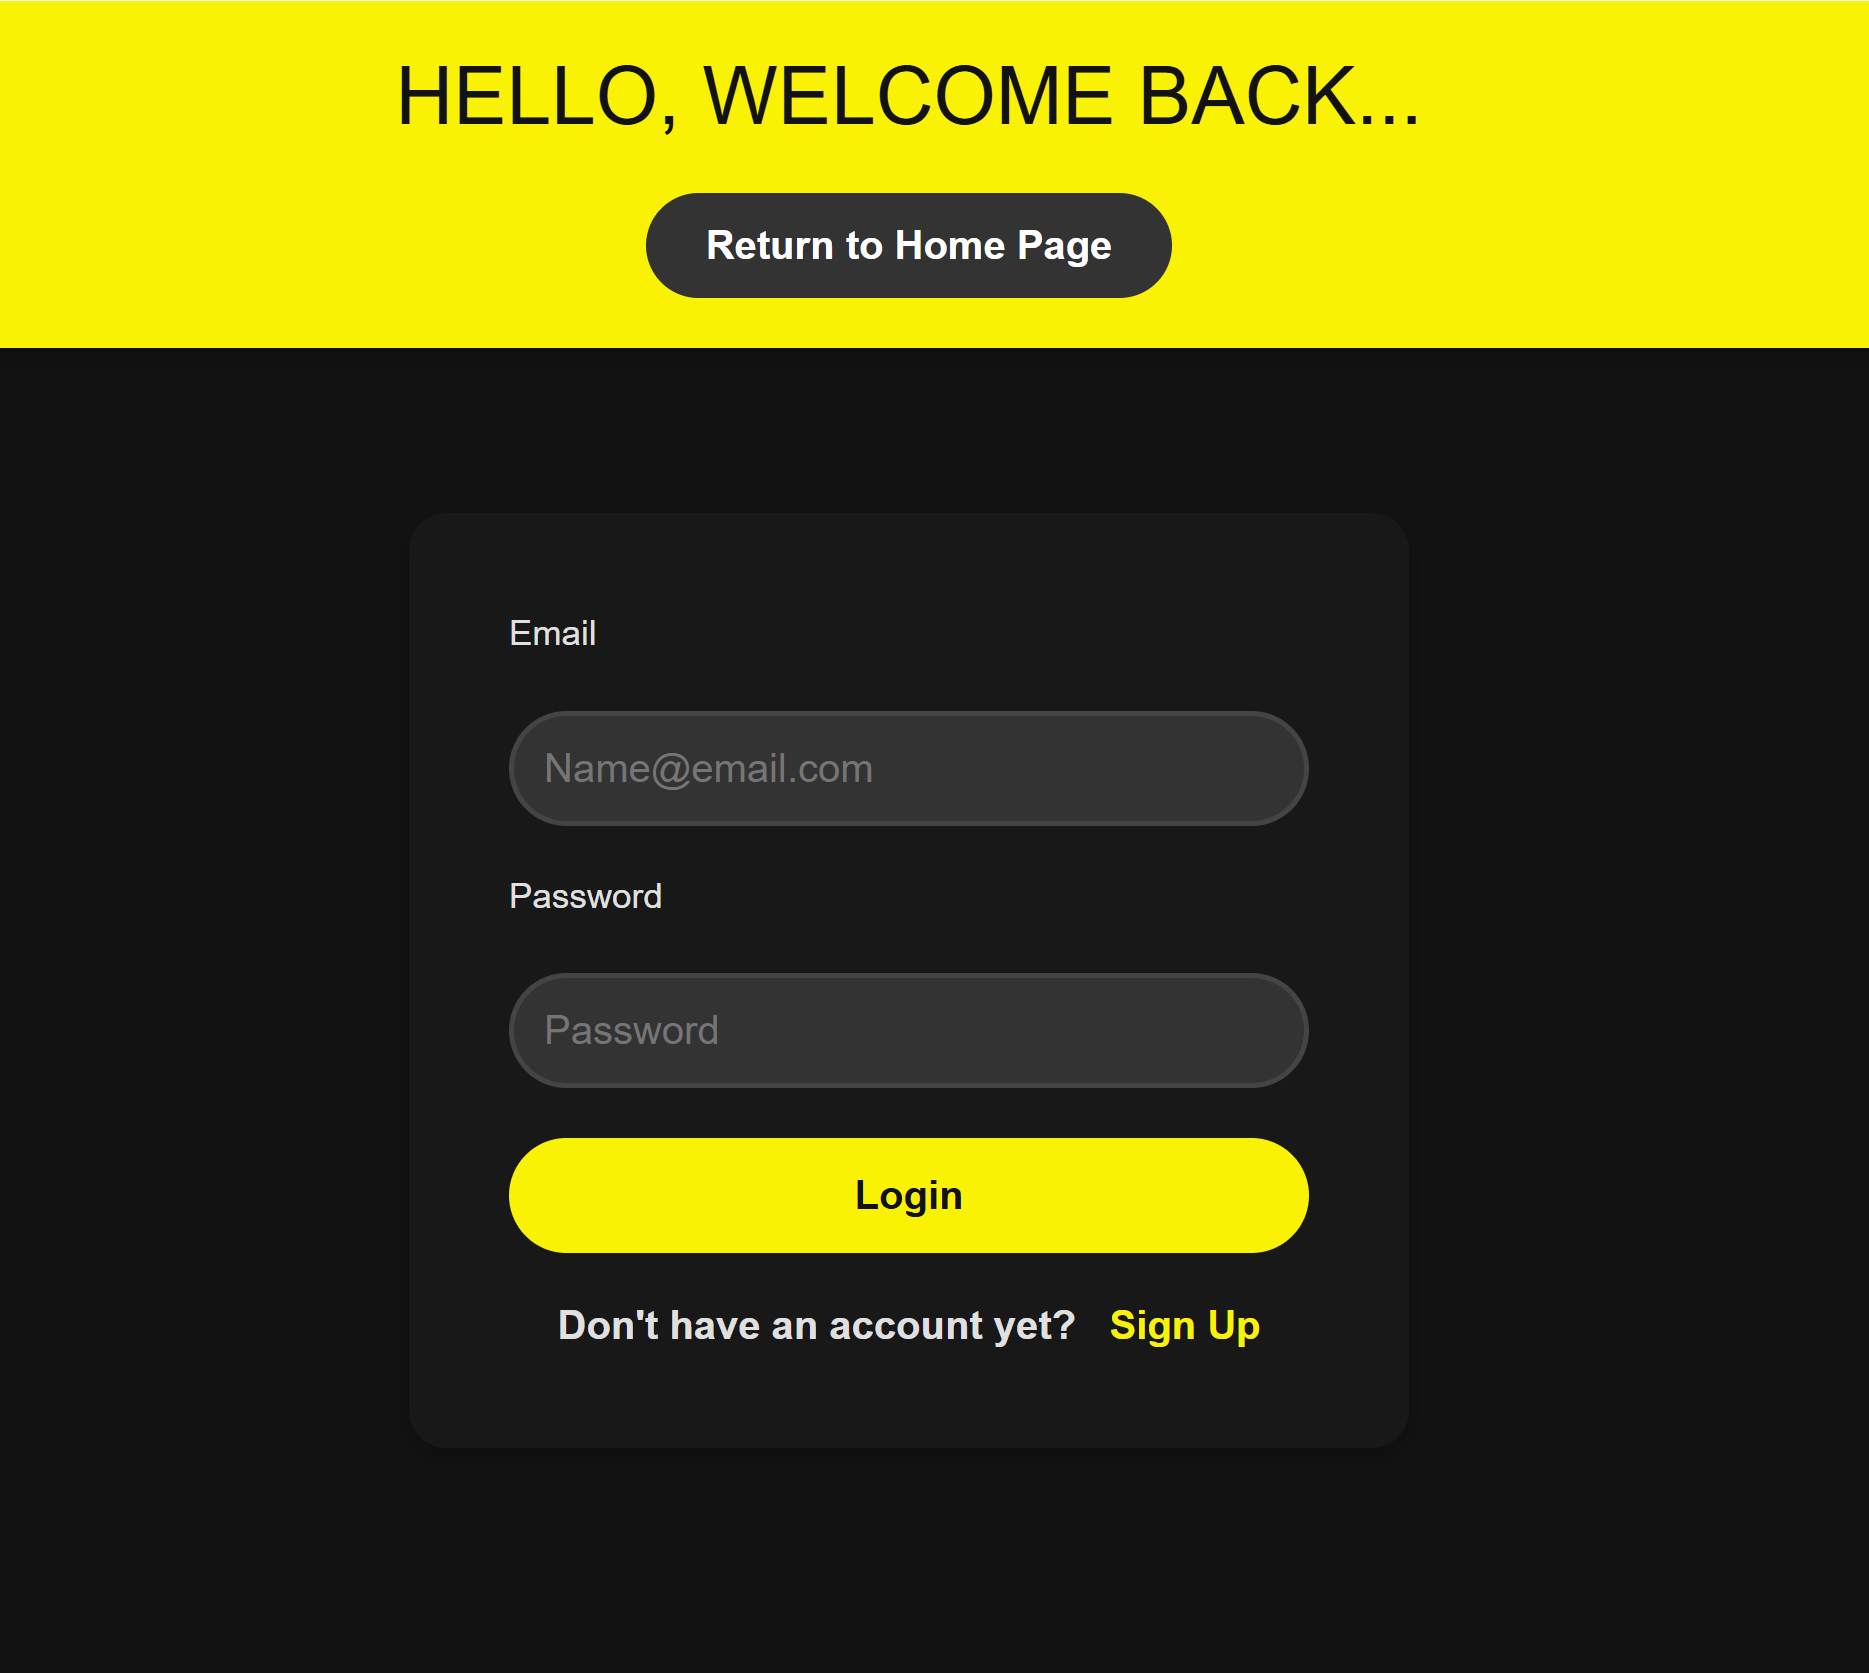 HELLO, WELCOME BACK...
Return to Home Page
Email
Name@email.com
Password
Password
Login
Don't have an account yet? Sign Up